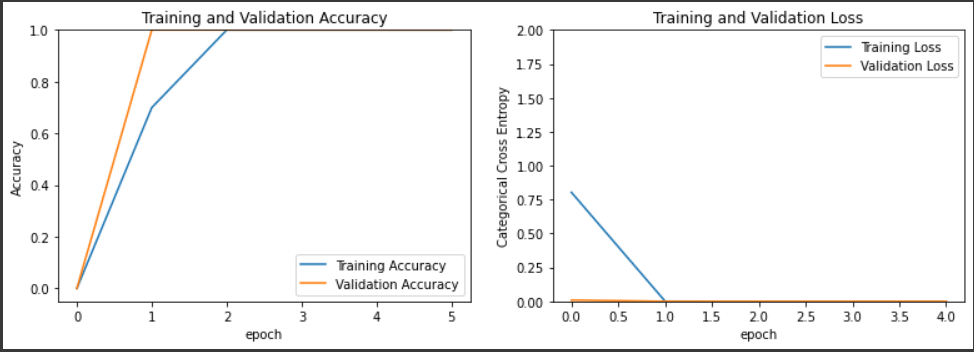 Training and Validation Accuracy
1.0
0.8
0.6
0.4
0.2
0.0
Accuracy
Training Accuracy
Validation Accuracy
0 1 2 3 4 5
epoch
Training and Validation Loss
2.00
1.75
1.50
1.25
1.00
0.75
0.50
0.25
0.00
Categorical Cross Entropy
Training Loss
Validation Loss
0.0 0.5 1.0 1.5 2.0 2.5 3.0 3.5 4.0
epoch